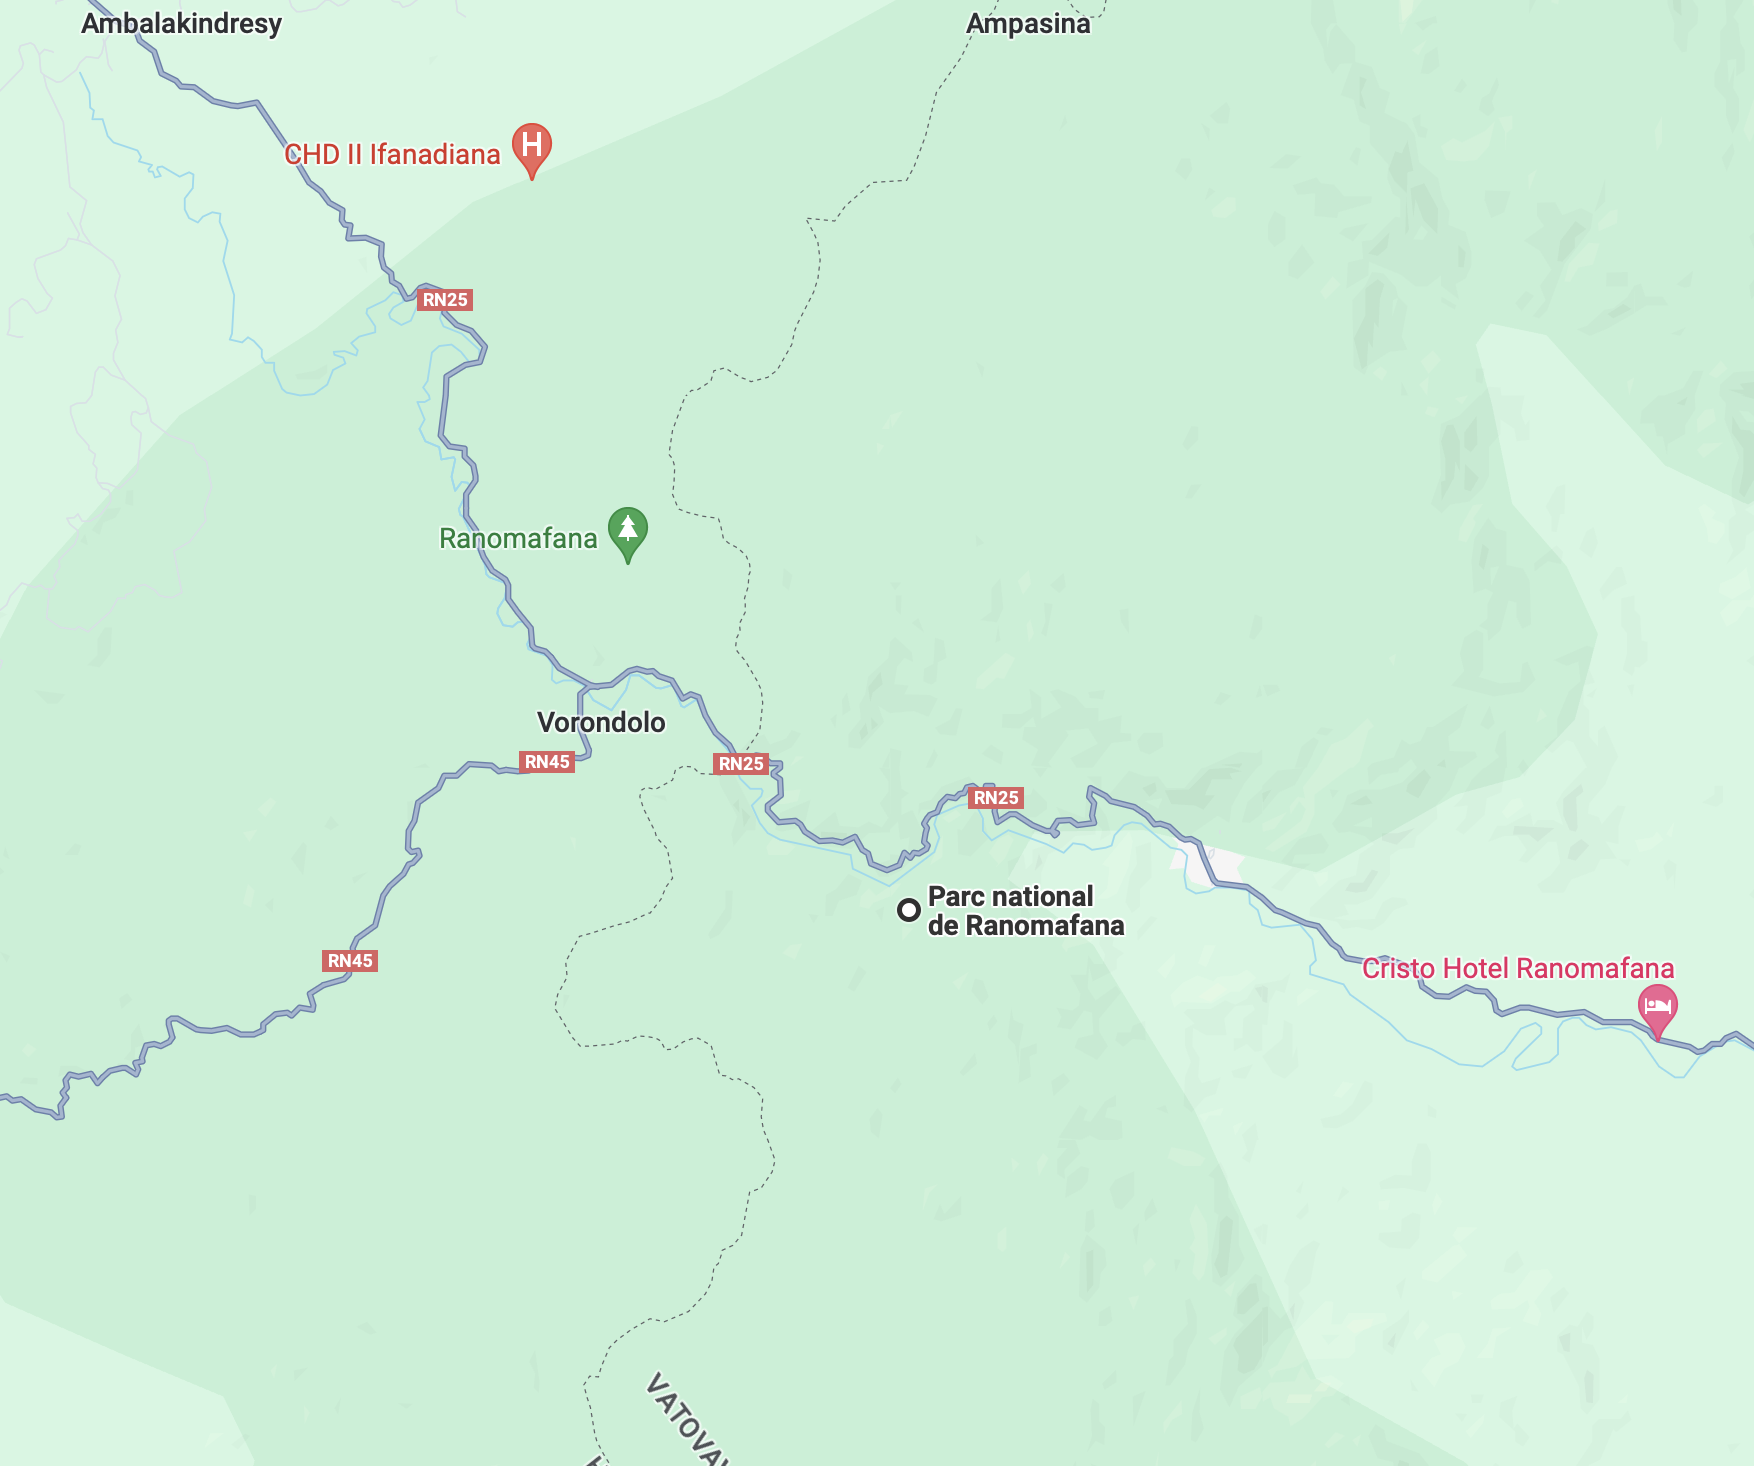 Ambalakindresy
Ampasina
CHD II Ifanadiana
H
RN25
Ranomafana
Vorondolo
RN45
RN25
RN25
Parc national
de Ranomafana
RN45
Cristo Hotel Ranomafana